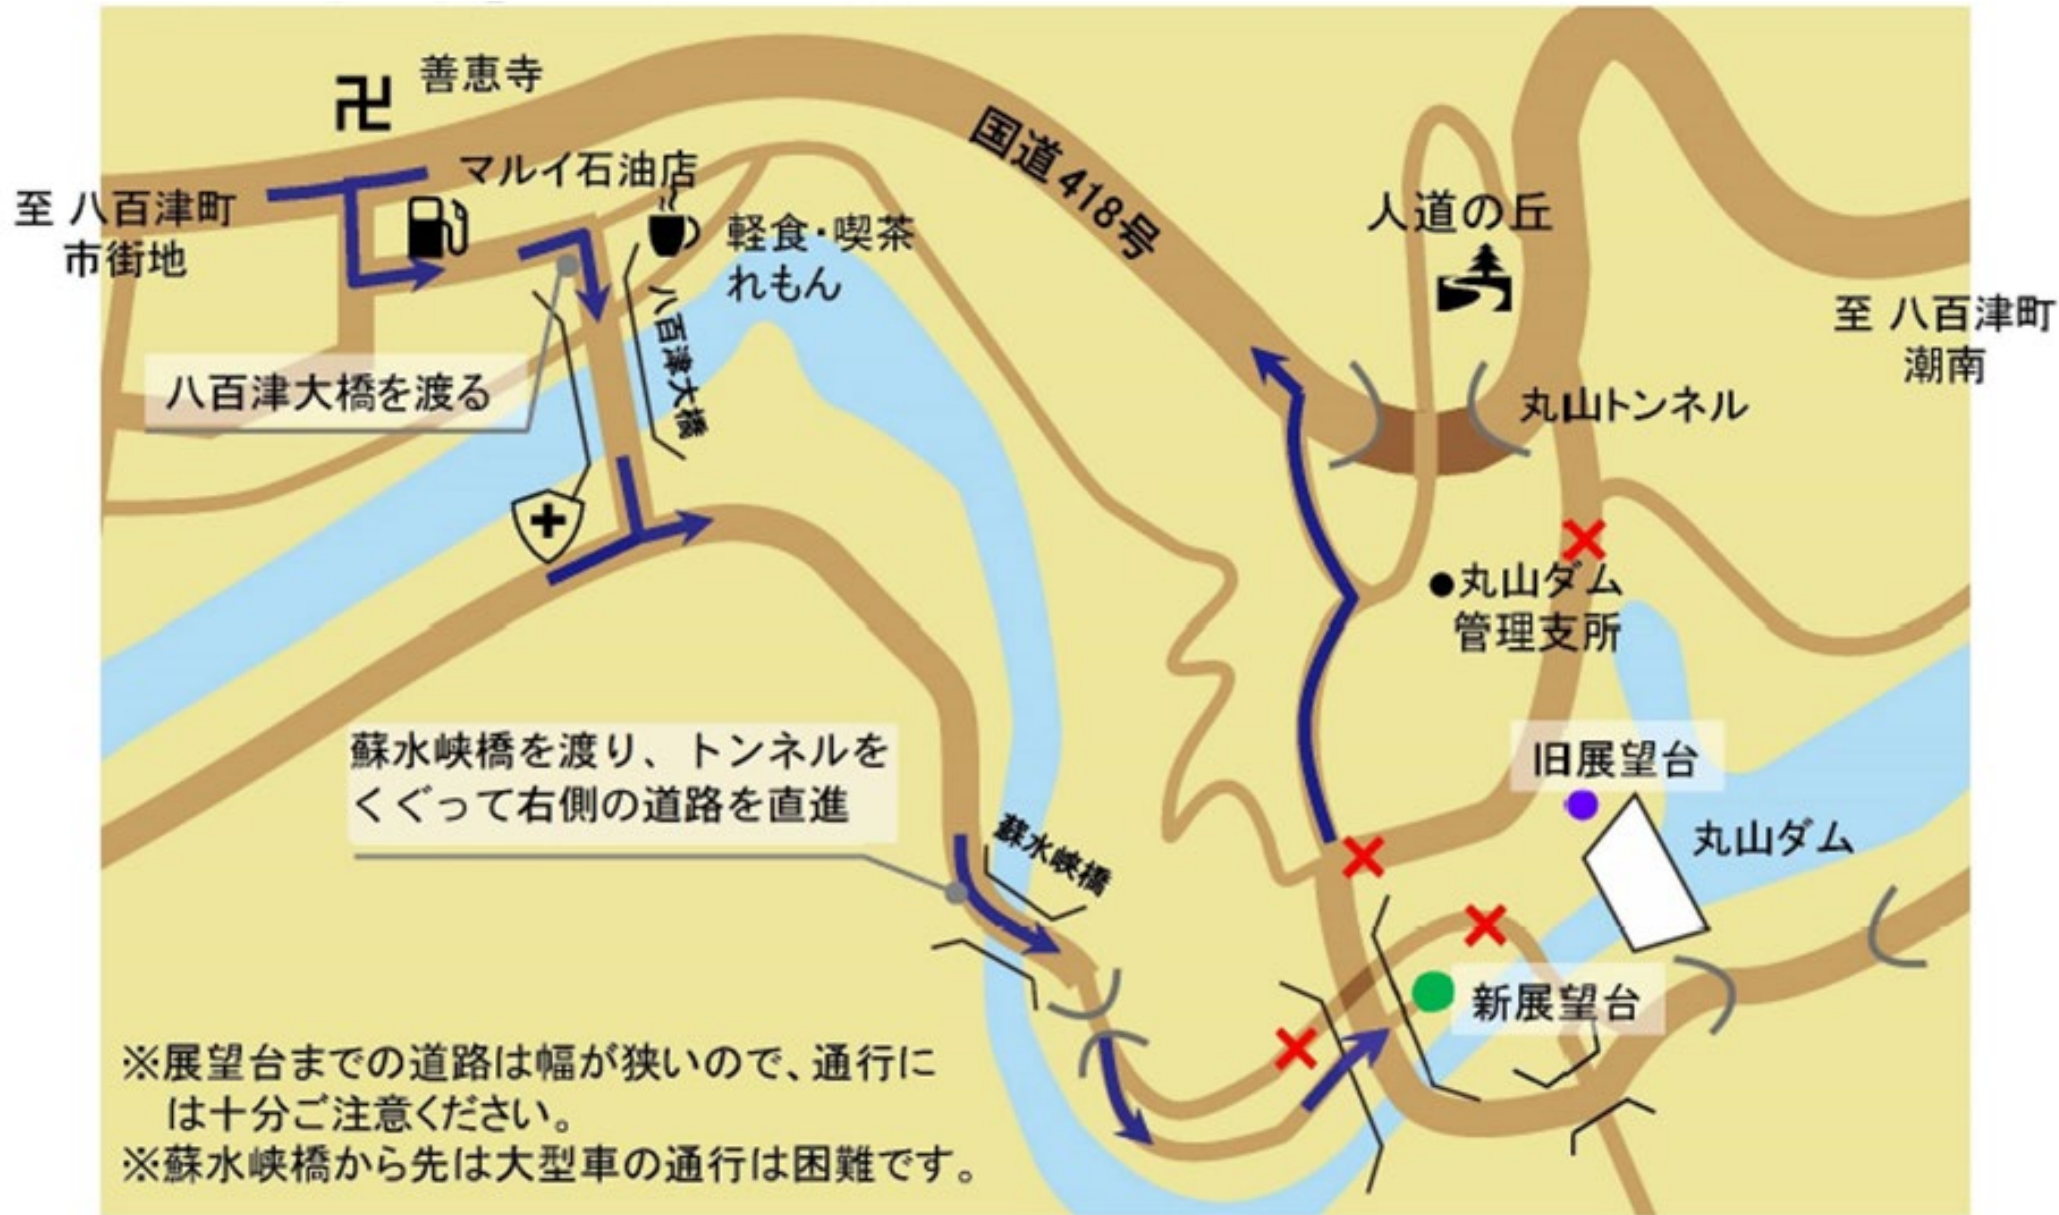 善恵寺
マルイ石油店
至 八百津町
市街地
軽食・喫茶
れもん
八百津大橋
八百津大橋を渡る
国道418号
人道の丘
至 八百津町
潮南
丸山トンネル
●丸山ダム
管理支所
旧展望台
丸山ダム
蘇水峡橋を渡り、トンネルを
くぐって右側の道路を直進
蘇水峡橋
新展望台
※展望台までの道路は幅が狭いので、通行に
は十分ご注意ください。
※蘇水峡橋から先は大型車の通行は困難です。